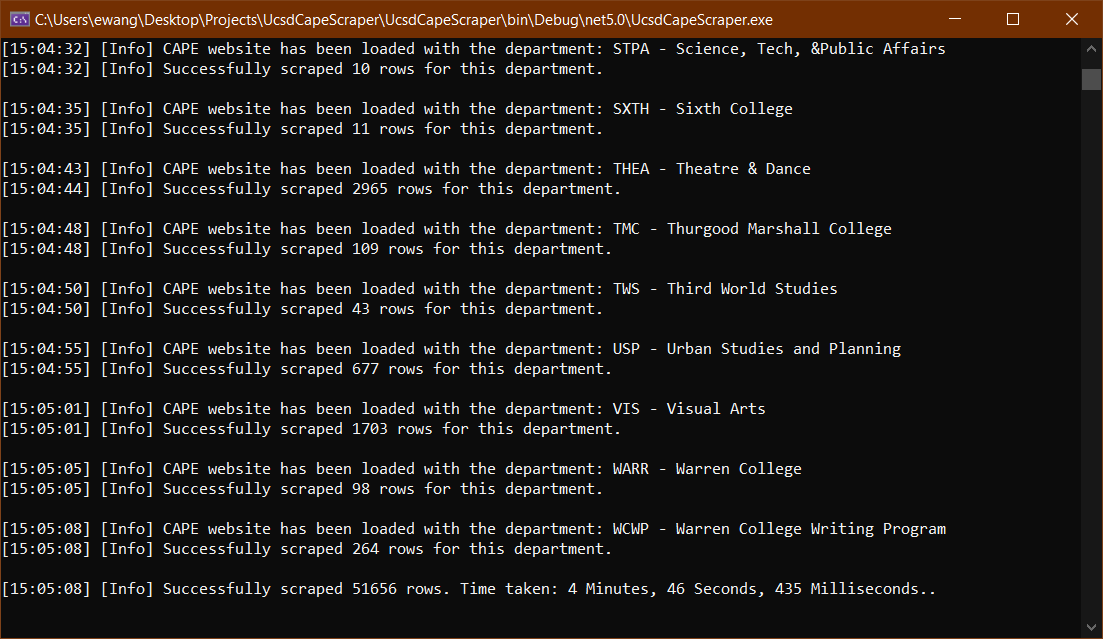 C:\Users\ewang\Desktop\Projects\UcsdCapeScraper\UcsdCapeScraper\bin\Debug\net5.0\UcsdCapeScraper.exe
[15:04:32] [Info] CAPE website has been loaded with the department: STPA - Science, Tech, &Public Affairs
[15:04:32] [Info] Successfully scraped 10 rows for this department.
[15:04:35] [Info] CAPE website has been loaded with the department: SXTH - Sixth College
[15:04:35] [Info] Successfully scraped 11 rows for this department.
[15:04:43] [Info] CAPE website has been loaded with the department: THEA - Theatre & Dance
[15:04:44] [Info] Successfully scraped 2965 rows for this department.
[15:04:48] [Info] CAPE website has been loaded with the department: TMC - Thurgood Marshall College
[15:04:48] [Info] Successfully scraped 109 rows for this department.
[15:04:50] [Info] CAPE website has been loaded with the department: TWS - Third World Studies
[15:04:50] [Info] Successfully scraped 43 rows for this department.
[15:04:55] [Info] CAPE website has been loaded with the department: USP - Urban Studies and Planning
[15:04:55] [Info] Successfully scraped 677 rows for this department.
[15:05:01] [Info] CAPE website has been loaded with the department: VIS - Visual Arts
[15:05:01] [Info] Successfully scraped 1703 rows for this department.
[15:05:05] [Info] CAPE website has been loaded with the department: WARR - Warren College
[15:05:05] [Info] Successfully scraped 98 rows for this department.
[15:05:08] [Info] CAPE website has been loaded with the department: WCWP - Warren College Writing Program
[15:05:08] [Info] Successfully scraped 264 rows for this department.
[15:05:08] [Info] Successfully scraped 51656 rows. Time taken: 4 Minutes, 46 Seconds, 435 Milliseconds..